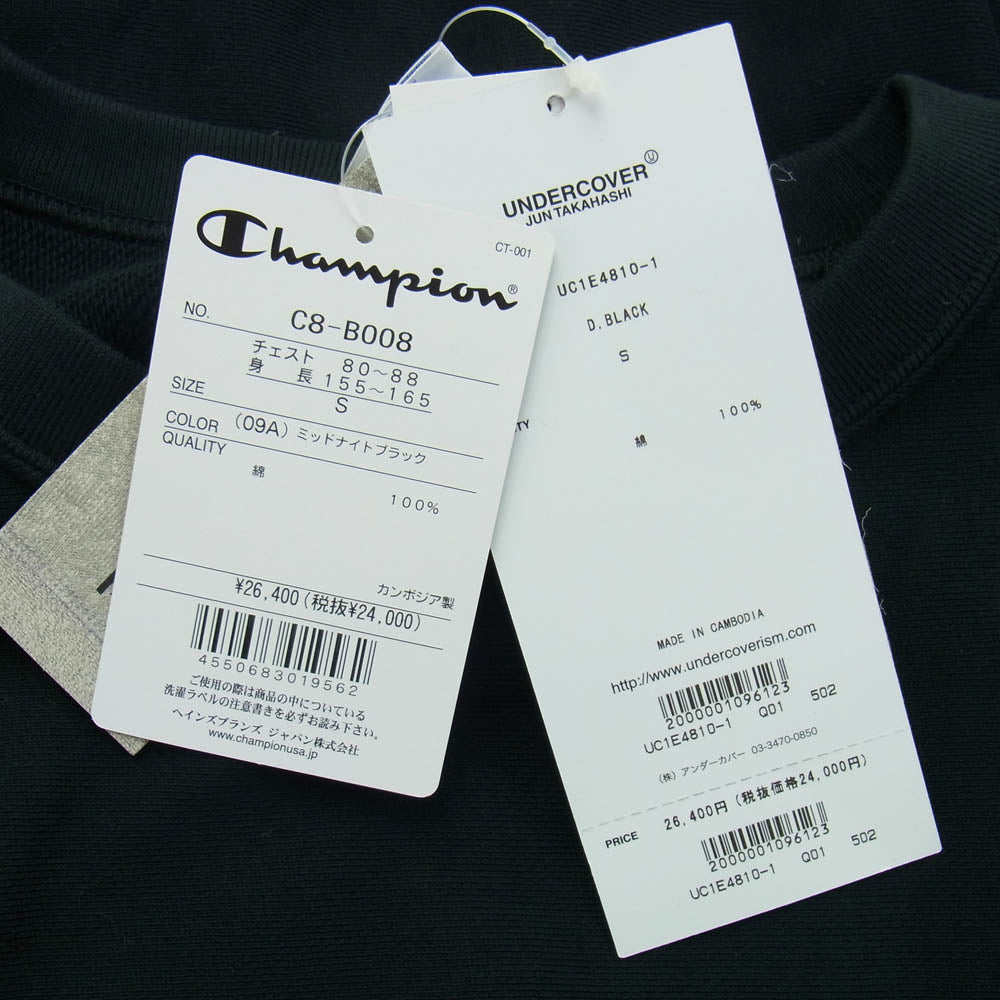 Champion®
CT-001
NO. C8-B008
チェスト 80～88
身 長 155～165
SIZE S
COLOR (09A) ミッドナイトブラック
QUALITY
綿 100%
カンボジア製
¥26,400 (税抜¥24,000)
4550683019562
ご使用の際は商品の中についている
洗濯ラベルの注意書きを必ずお読み下さい。
ヘインズブランズ ジャパン株式会社
www.championusa.jp
UNDERCOVER Ⓤ
JUN TAKAHASHI
UC1E4810-1
D.BLACK
S
TY
綿 100%
MADE IN CAMBODIA
http://www.undercoverism.com
2000001096123
UC1E4810-1 Q01 502
(株) アンダーカバー 03-3470-0850
PRICE 26,400円 (税抜価格24,000円)
2000001096123
UC1E4810-1 Q01 502